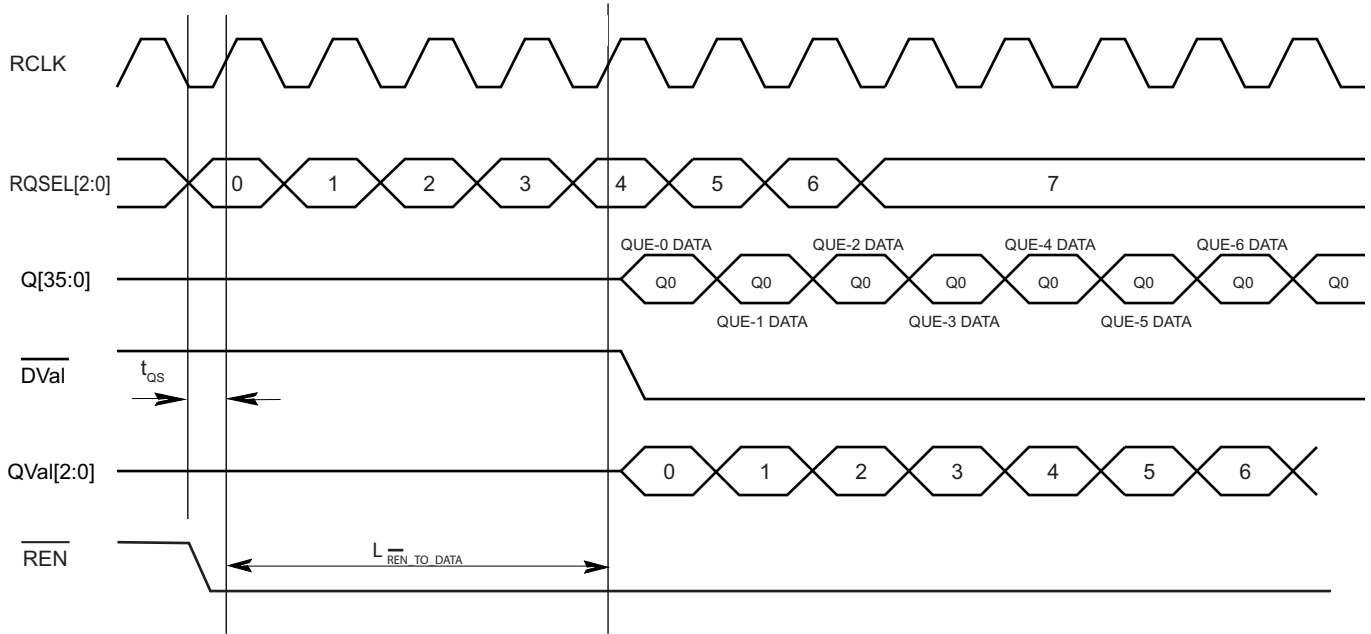 RCLK
RQSEL[2:0] 0 1 2 3 4 5 6 7
QUE-0 DATA QUE-2 DATA QUE-4 DATA QUE-6 DATA
Q[35:0] Q0 Q0 Q0 Q0 Q0 Q0 Q0 Q0
QUE-1 DATA QUE-3 DATA QUE-5 DATA
DVal
tQS
QVal[2:0] 0 1 2 3 4 5 6
REN
L REN_TO_DATA